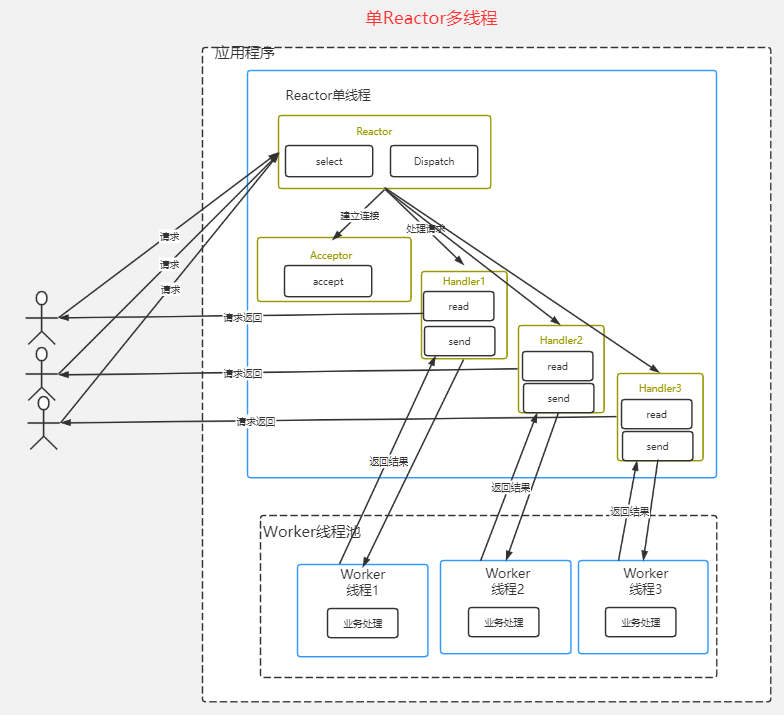 单Reactor多线程
应用程序
Reactor单线程
Reactor
select
Dispatch
建立连接
处理请求
请求
请求
请求
Acceptor
accept
Handler1
read
send
请求返回
Handler2
read
send
请求返回
Handler3
read
send
请求返回
返回结果
返回结果
返回结果
Worker线程池
Worker
线程1
业务处理
Worker
线程2
业务处理
Worker
线程3
业务处理